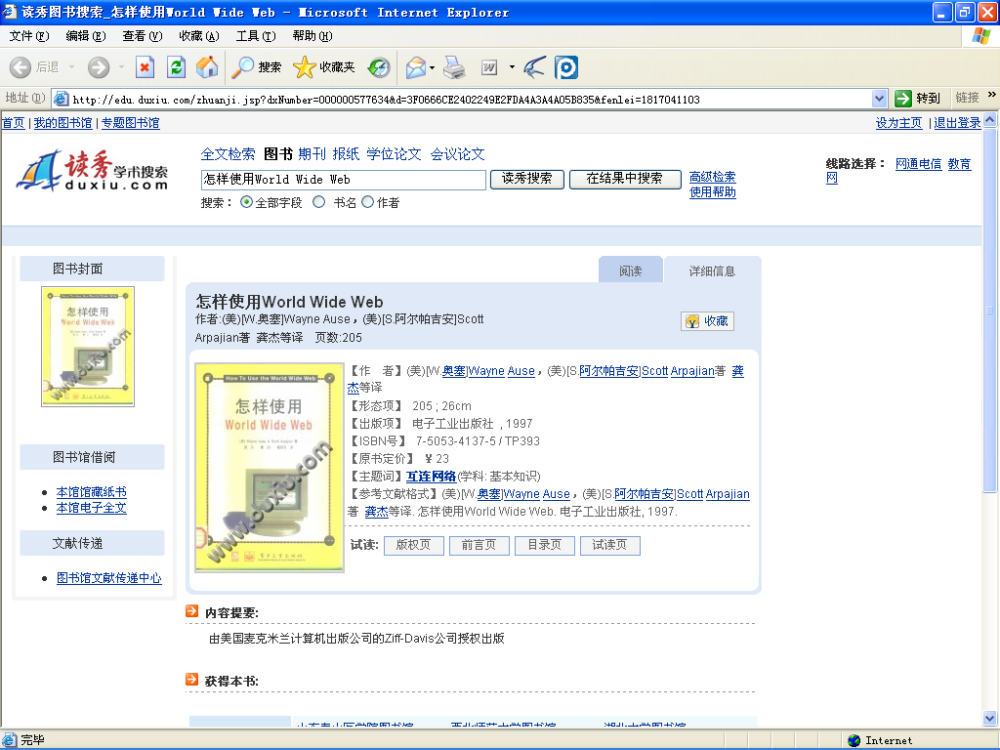 读秀图书搜索_怎样使用World Wide Web - Microsoft Internet Explorer
文件(F) 编辑(E) 查看(V) 收藏(A) 工具(T) 帮助(H)
后退 搜索 收藏夹
地址(D) http://edu.duxiu.com/zhuanji.jsp?dxNumber=000000577634&d=3F0666CE2402249E2FDA4A3A4A05B835&fenlei=1817041103 转到 链接 »
首页 | 我的图书馆 | 专题图书馆 设为主页 | 退出登录
读秀学术搜索
duxiu.com
全文检索 图书 期刊 报纸 学位论文 会议论文
怎样使用World Wide Web 读秀搜索 在结果中搜索 高级检索
使用帮助
搜索： 全部字段 书名 作者
线路选择： 网通电信 教育
网
图书封面
How To Use the World Wide Web
怎样使用
World Wide Web
www.duxiu.com
图书馆借阅
本馆馆藏纸书
本馆电子全文
文献传递
图书馆文献传递中心
阅读 详细信息
怎样使用World Wide Web
作者:(美)[W.奥塞]Wayne Ause，(美)[S.阿尔帕吉安]Scott
Arpajian著 龚杰等译 页数:205
收藏
How To Use the World Wide Web
怎样使用
World Wide Web
www.duxiu.com
电子工业出版社
【作 者】(美)[W.奥塞]Wayne Ause，(美)[S.阿尔帕吉安]Scott Arpajian著 龚
杰等译
【形态项】 205 ; 26cm
【出版项】 电子工业出版社 , 1997
【ISBN号】 7-5053-4137-5 / TP393
【原书定价】 ￥23
【主题词】互连网络(学科: 基本知识)
【参考文献格式】(美)[W.奥塞]Wayne Ause，(美)[S.阿尔帕吉安]Scott Arpajian
著 龚杰等译. 怎样使用World Wide Web. 电子工业出版社, 1997.
试读: 版权页 前言页 目录页 试读页
内容提要:
由美国麦克米兰计算机出版公司的Ziff-Davis公司授权出版
获得本书:
完毕 Internet